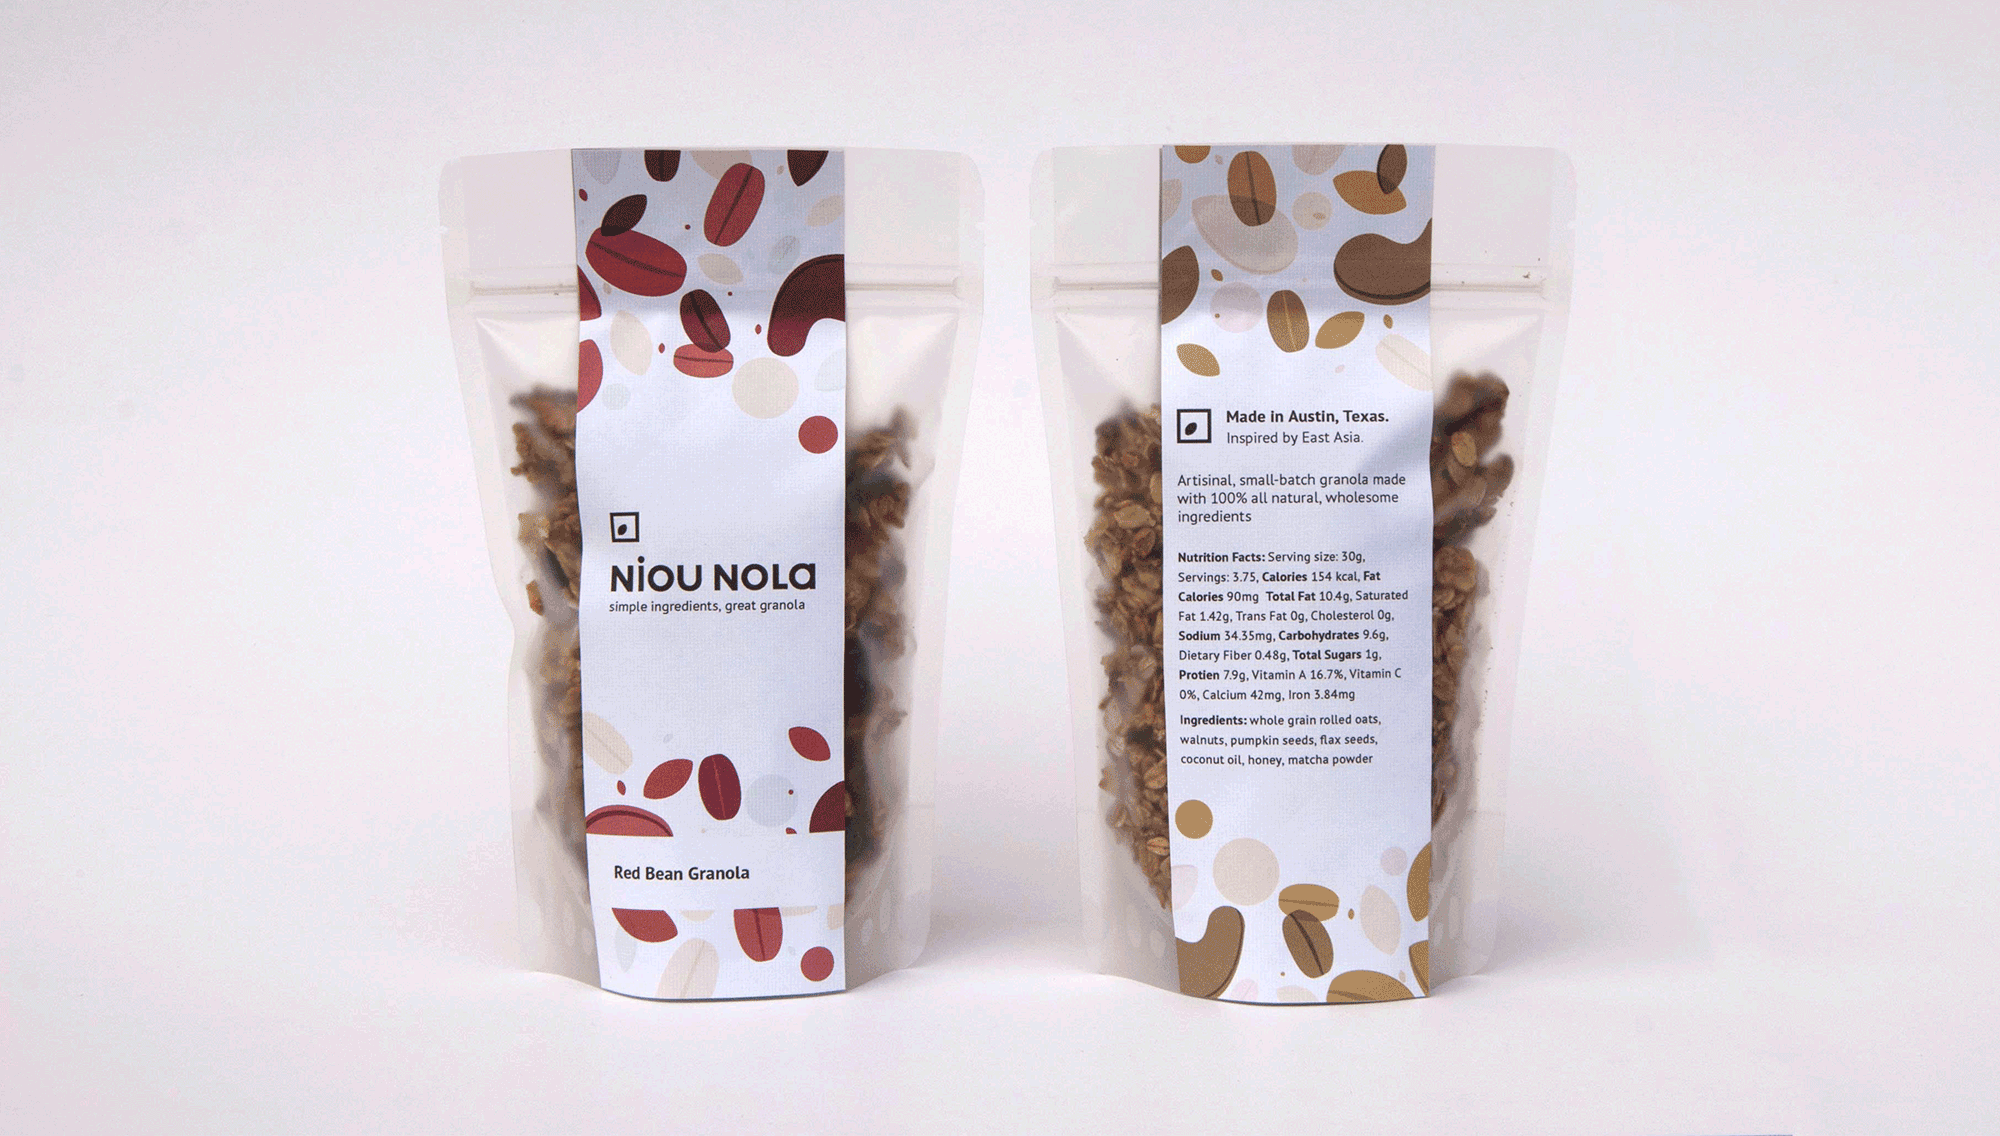 NiOU NOLa
simple ingredients, great granola
Red Bean Granola
Made in Austin, Texas.
Inspired by East Asia.
Artisinal, small-batch granola made
with 100% all natural, wholesome
ingredients
Nutrition Facts: Serving size: 30g,
Servings: 3.75, Calories 154 kcal, Fat
Calories 90mg Total Fat 10.4g, Saturated
Fat 1.42g, Trans Fat 0g, Cholesterol 0g,
Sodium 34.35mg, Carbohydrates 9.6g,
Dietary Fiber 0.48g, Total Sugars 1g,
Protien 7.9g, Vitamin A 16.7%, Vitamin C
0%, Calcium 42mg, Iron 3.84mg
Ingredients: whole grain rolled oats,
walnuts, pumpkin seeds, flax seeds,
coconut oil, honey, matcha powder